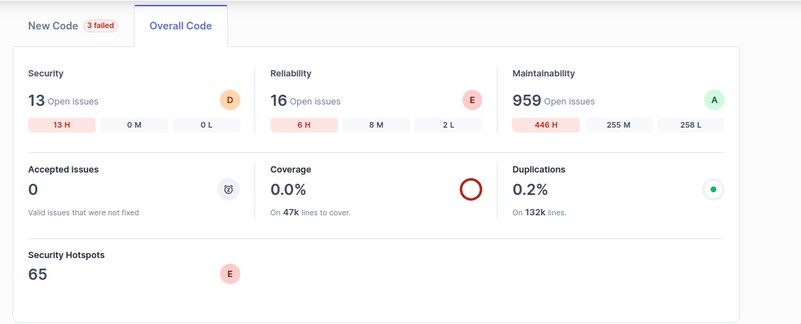 New Code 3 failed Overall Code
Security Reliability Maintainability
13 Open issues D 16 Open issues E 959 Open issues A
13 H 0 M 0 L 6 H 8 M 2 L 446 H 255 M 258 L
Accepted issues Coverage Duplications
0 0.0% 0.2%
Valid issues that were not fixed On 47k lines to cover. On 132k lines.
Security Hotspots
65 E